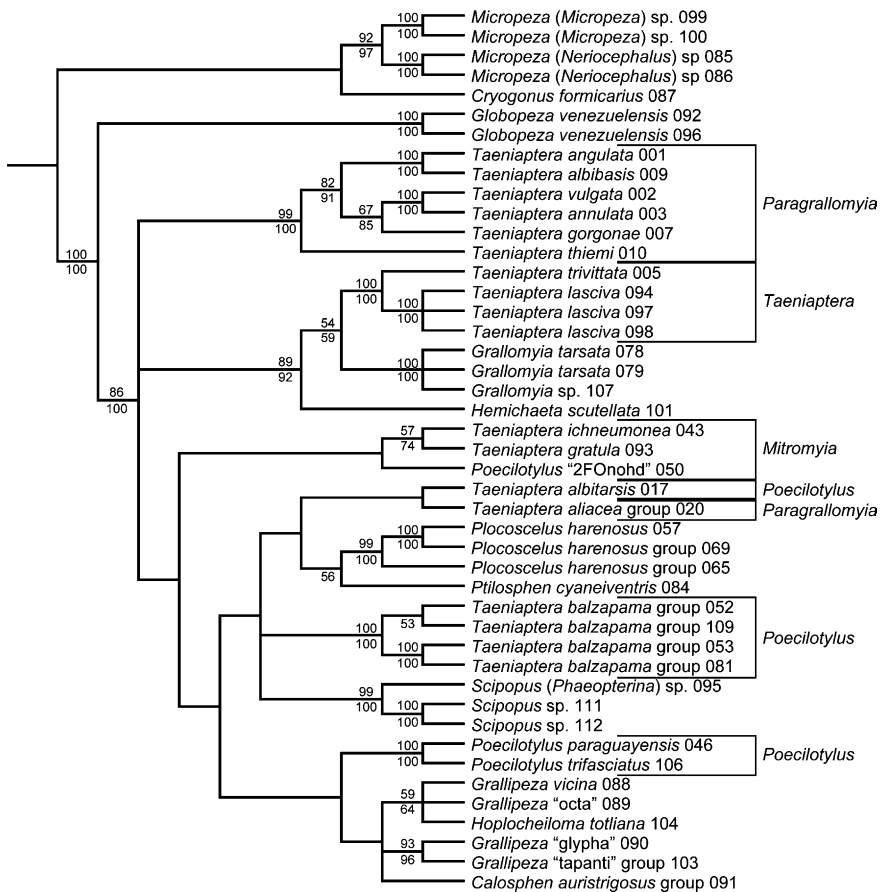 Micropeza (Micropeza) sp. 099
Micropeza (Micropeza) sp. 100
Micropeza (Neriocephalus) sp 085
Micropeza (Neriocephalus) sp 086
Cryogonus formicarius 087
Globopeza venezuelensis 092
Globopeza venezuelensis 096
Taeniaptera angulata 001
Taeniaptera albibasis 009
Taeniaptera vulgata 002
Taeniaptera annulata 003
Taeniaptera gorgonae 007
Taeniaptera thiemi 010
Paragrallomyia
Taeniaptera trivittata 005
Taeniaptera lasciva 094
Taeniaptera lasciva 097
Taeniaptera lasciva 098
Taeniaptera
Grallomyia tarsata 078
Grallomyia tarsata 079
Grallomyia sp. 107
Hemichaeta scutellata 101
Taeniaptera ichneumonea 043
Taeniaptera gratula 093
Poecilotylus “2FOnohd” 050
Mitromyia
Taeniaptera albitarsis 017
Poecilotylus
Taeniaptera aliacea group 020
Paragrallomyia
Plocoscelus harenosus 057
Plocoscelus harenosus group 069
Plocoscelus harenosus group 065
Ptilosphen cyaneiventris 084
Taeniaptera balzapama group 052
Taeniaptera balzapama group 109
Taeniaptera balzapama group 053
Taeniaptera balzapama group 081
Poecilotylus
Scipopus (Phaeopterina) sp. 095
Scipopus sp. 111
Scipopus sp. 112
Poecilotylus paraguayensis 046
Poecilotylus trifasciatus 106
Poecilotylus
Grallipeza vicina 088
Grallipeza “octa” 089
Hoplocheiloma totliana 104
Grallipeza “glypha” 090
Grallipeza “tapanti” group 103
Calosphen auristrigosus group 091
100
100
92
97
100
100
100
100
100
100
82
91
100
100
67
85
99
100
100
100
100
100
100
100
54
59
100
100
89
92
86
100
57
74
100
100
99
100
56
53
100
100
100
100
99
100
100
100
100
100
59
64
93
96